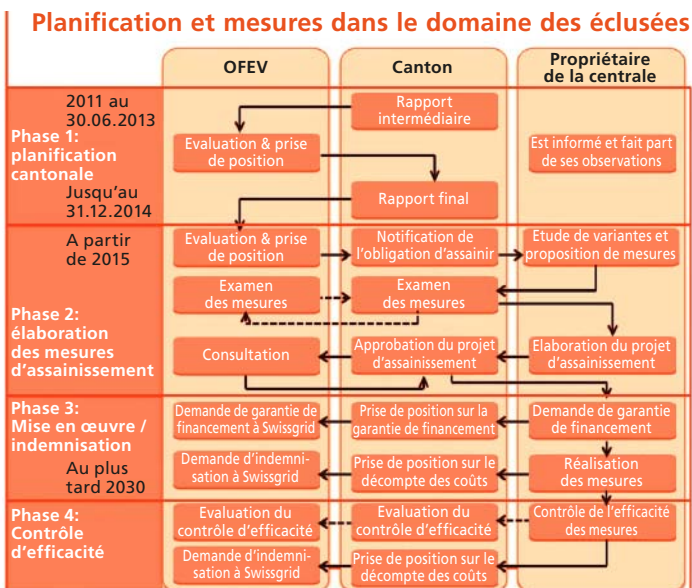 Planification et mesures dans le domaine des éclusées
OFEV
Canton
Propriétaire
de la centrale
2011 au
30.06.2013
Phase 1:
planification
cantonale
Jusqu'au
31.12.2014
Rapport
intermédiaire
Evaluation & prise
de position
Est informé et fait part
de ses observations
Rapport final
A partir
de 2015
Evaluation & prise
de position
Notification de
l'obligation d'assainir
Etude de variantes et
proposition de mesures
Phase 2:
élaboration
des mesures
d'assainissement
Examen
des mesures
Examen
des mesures
Consultation
Approbation du projet
d'assainissement
Elaboration du projet
d'assainissement
Phase 3:
Mise en œuvre /
indemnisation
Au plus
tard 2030
Demande de garantie de
financement à Swissgrid
Prise de position sur la
garantie de financement
Demande de garantie
de financement
Demande d'indemni-
sation à Swissgrid
Prise de position sur le
décompte des coûts
Réalisation
des mesures
Phase 4:
Contrôle
d'efficacité
Evaluation du
contrôle d'efficacité
Evaluation du
contrôle d'efficacité
Contrôle de l'efficacité
des mesures
Demande d'indemni-
sation à Swissgrid
Prise de position sur le
décompte des coûts